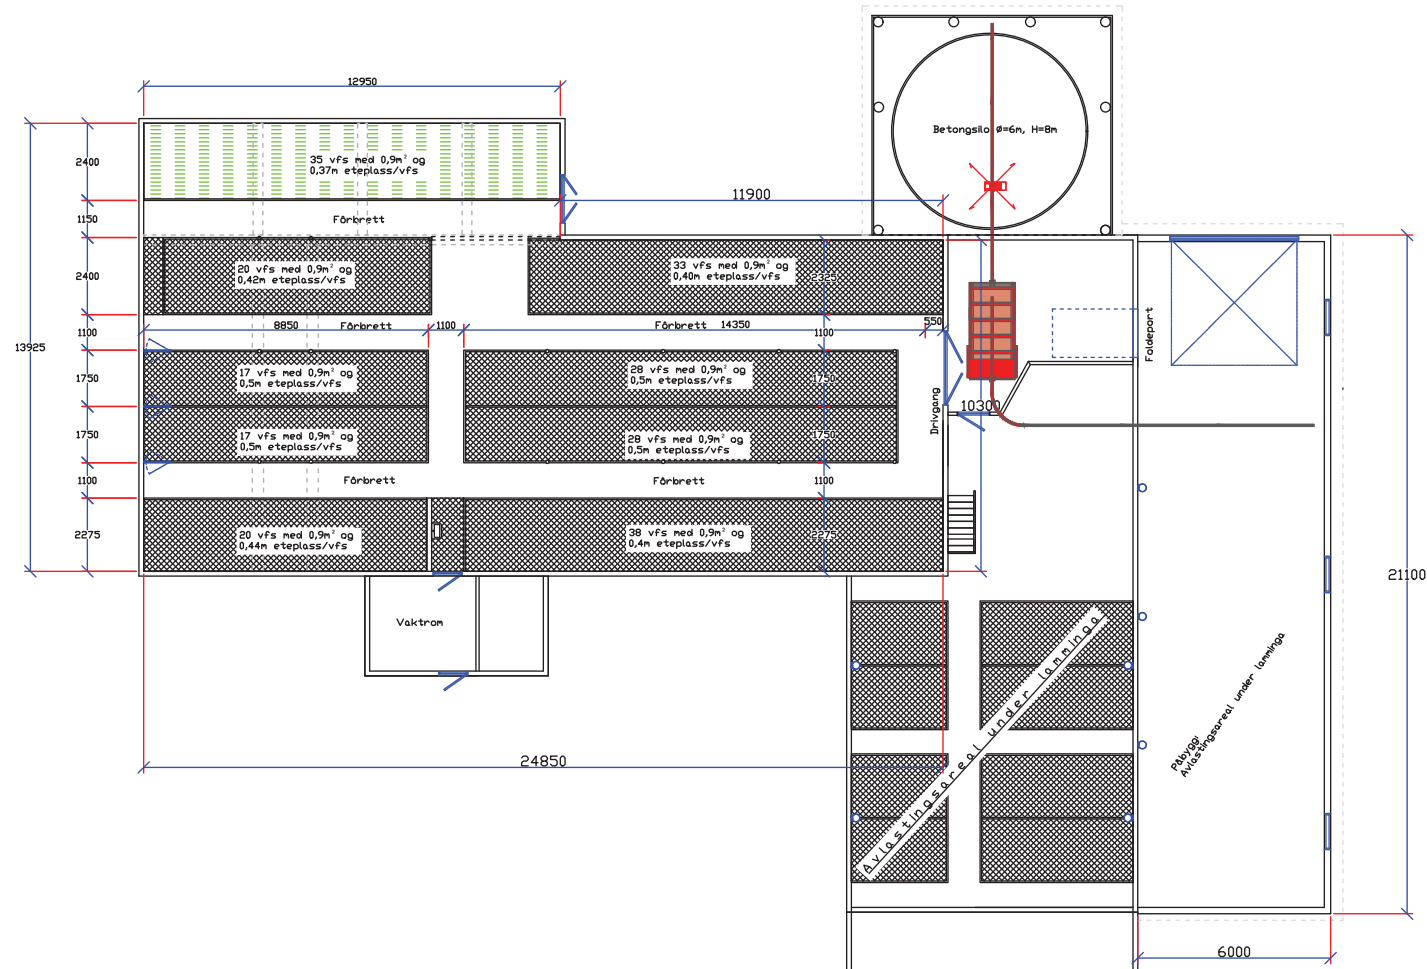 12950
Betongsilo Ø=6m, H=8m
2400
35 vfs med 0,9m² og
0,37m eteplass/vfs
11900
1150
Fôrbrett
2400
20 vfs med 0,9m² og
0,42m eteplass/vfs
33 vfs med 0,9m² og
0,40m eteplass/vfs
2325
13925
1100
8850
Fôrbrett
1100
Fôrbrett
14350
1100
550
Foldeport
1750
17 vfs med 0,9m² og
0,5m eteplass/vfs
28 vfs med 0,9m² og
0,5m eteplass/vfs
1750
Drivgang
10300
1750
17 vfs med 0,9m² og
0,5m eteplass/vfs
28 vfs med 0,9m² og
0,5m eteplass/vfs
1750
1100
Fôrbrett
Fôrbrett
1100
2275
20 vfs med 0,9m² og
0,44m eteplass/vfs
38 vfs med 0,9m² og
0,4m eteplass/vfs
2275
21100
Vaktrom
Avlastingsareal under lamminga
Påbygg:
Avlastingsareal under lamminga
24850
6000